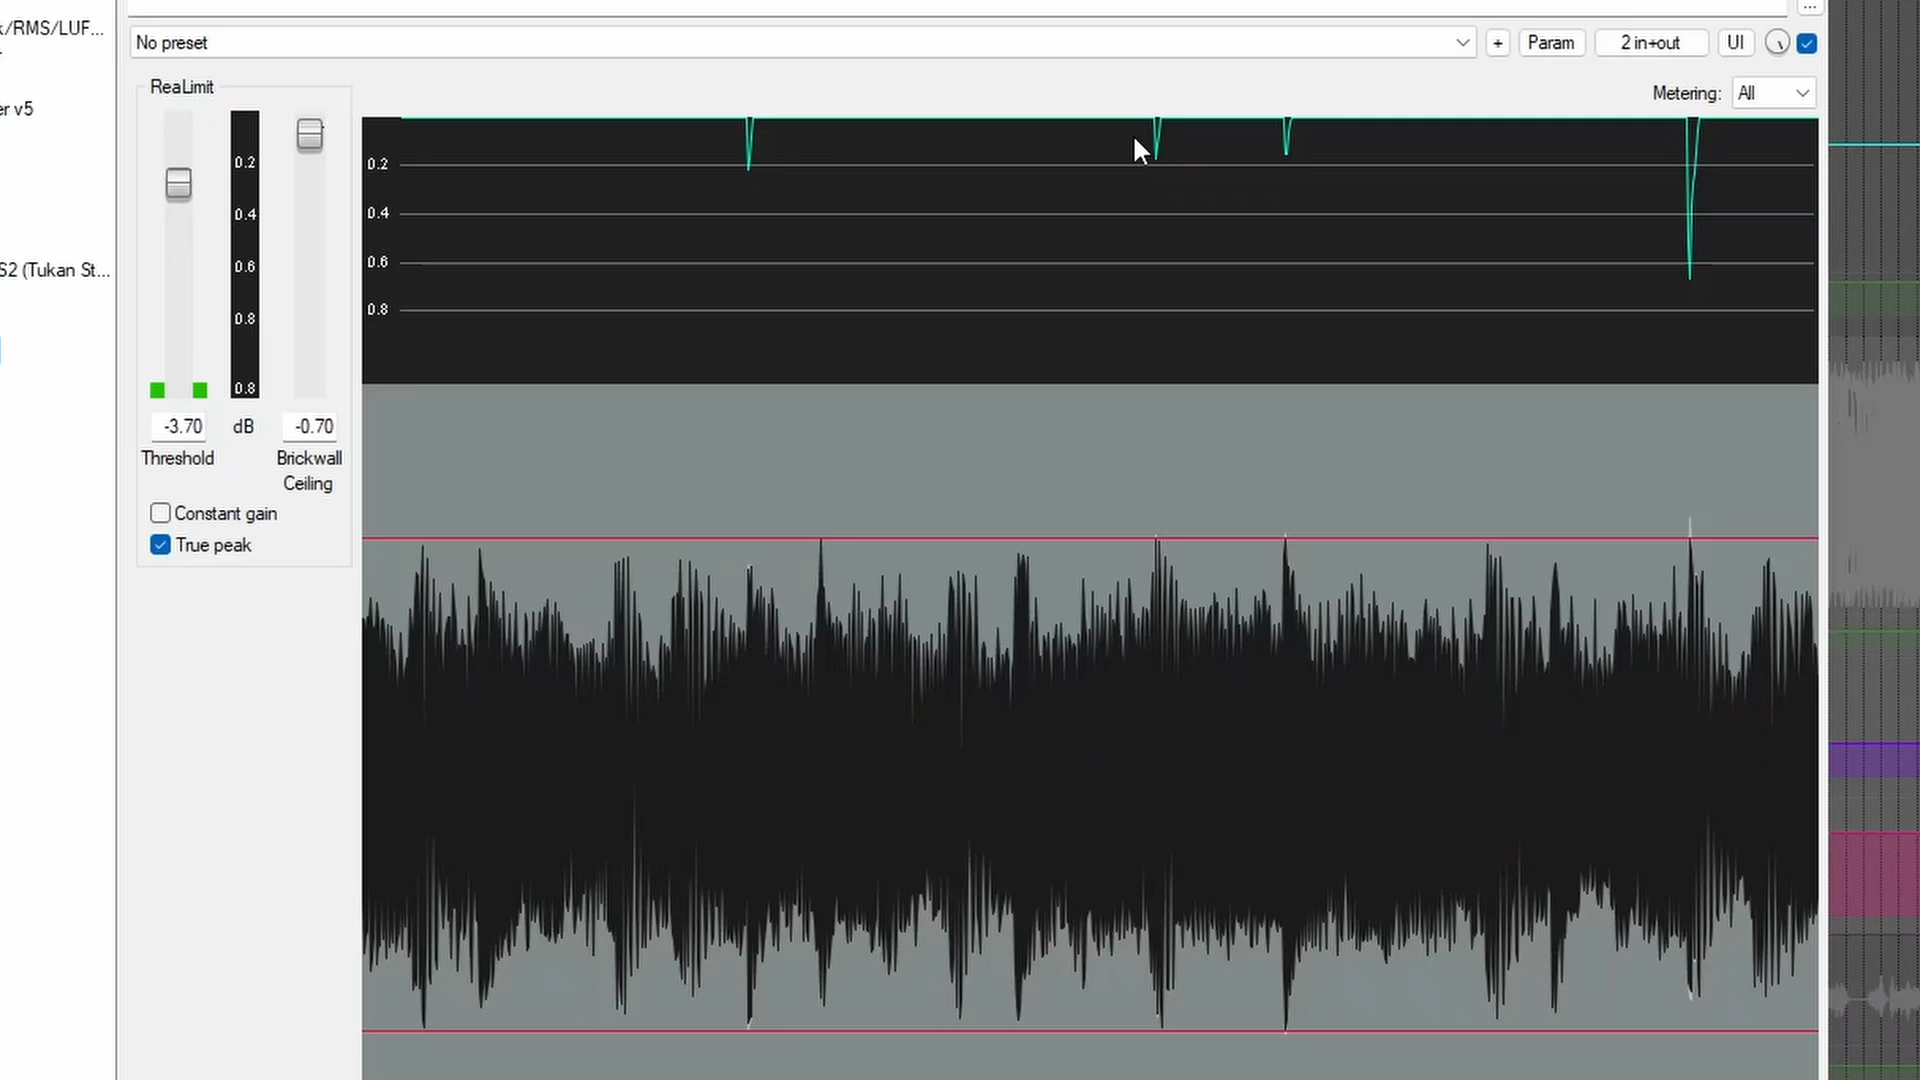 /RMS/LUF...
...
No preset
+
Param
2 in+out
UI
ReaLimit
er v5
Metering:
All
0.2
0.4
0.6
0.8
0.8
0.2
0.4
0.6
0.8
S2 (Tukan St...
-3.70
dB
-0.70
Threshold
Brickwall
Ceiling
Constant gain
True peak